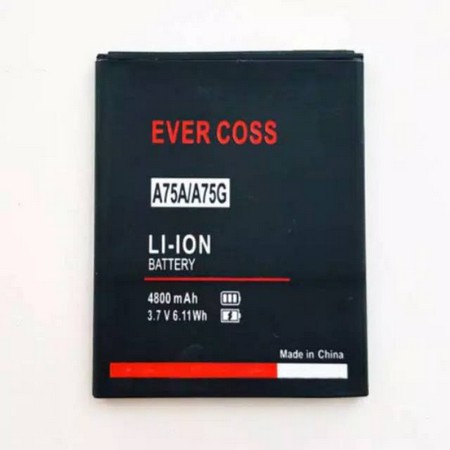 EVER COSS
A75A/A75G
LI-ION
BATTERY
4800 mAh
3.7 V 6.11Wh
Made in China